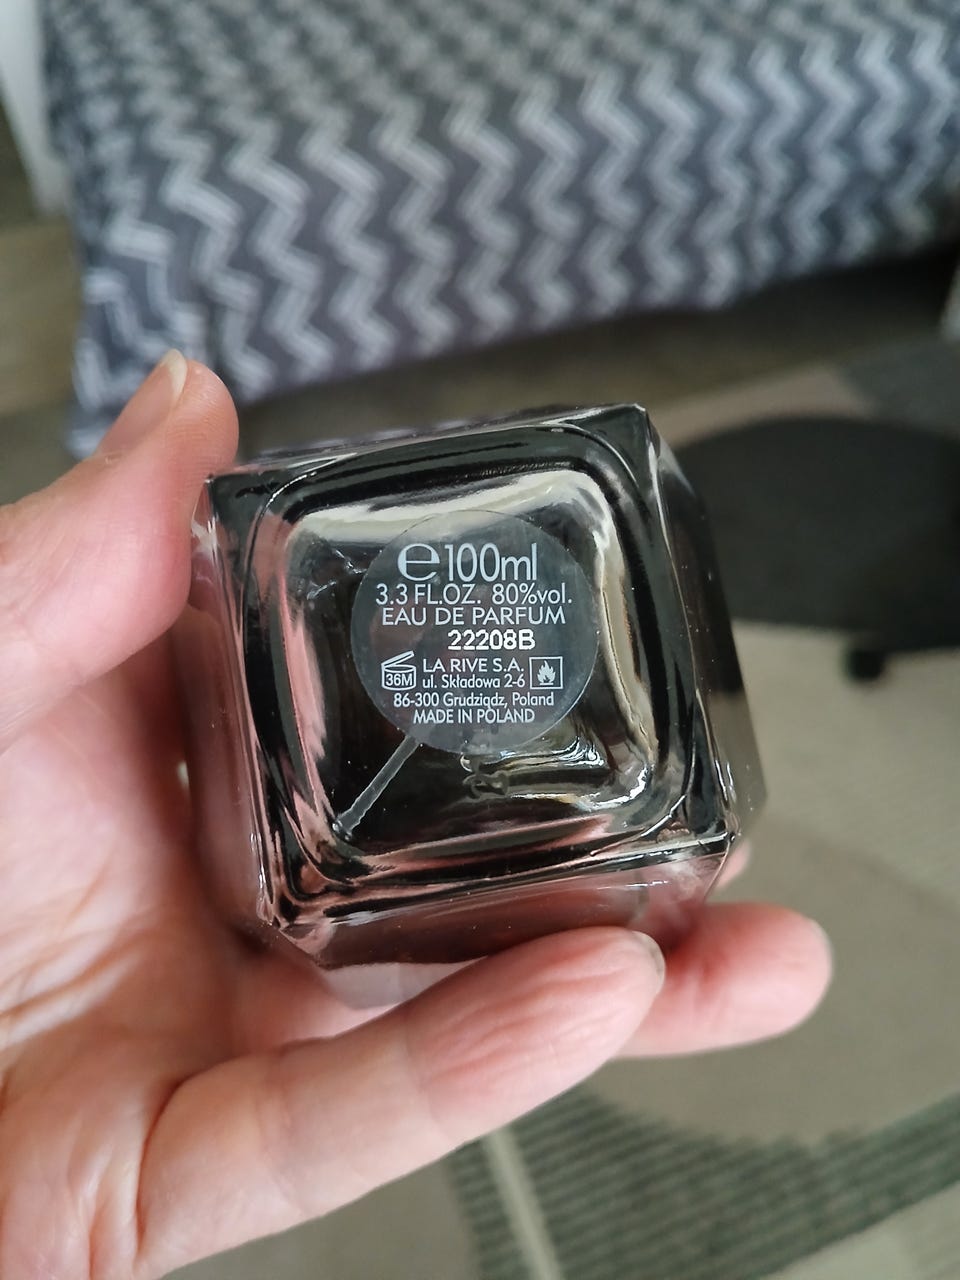 ℮100ml
3.3 FL.OZ. 80%vol.
EAU DE PARFUM
22208B
36M
LA RIVE S.A.
ul. Składowa 2-6
86-300 Grudziądz, Poland
MADE IN POLAND